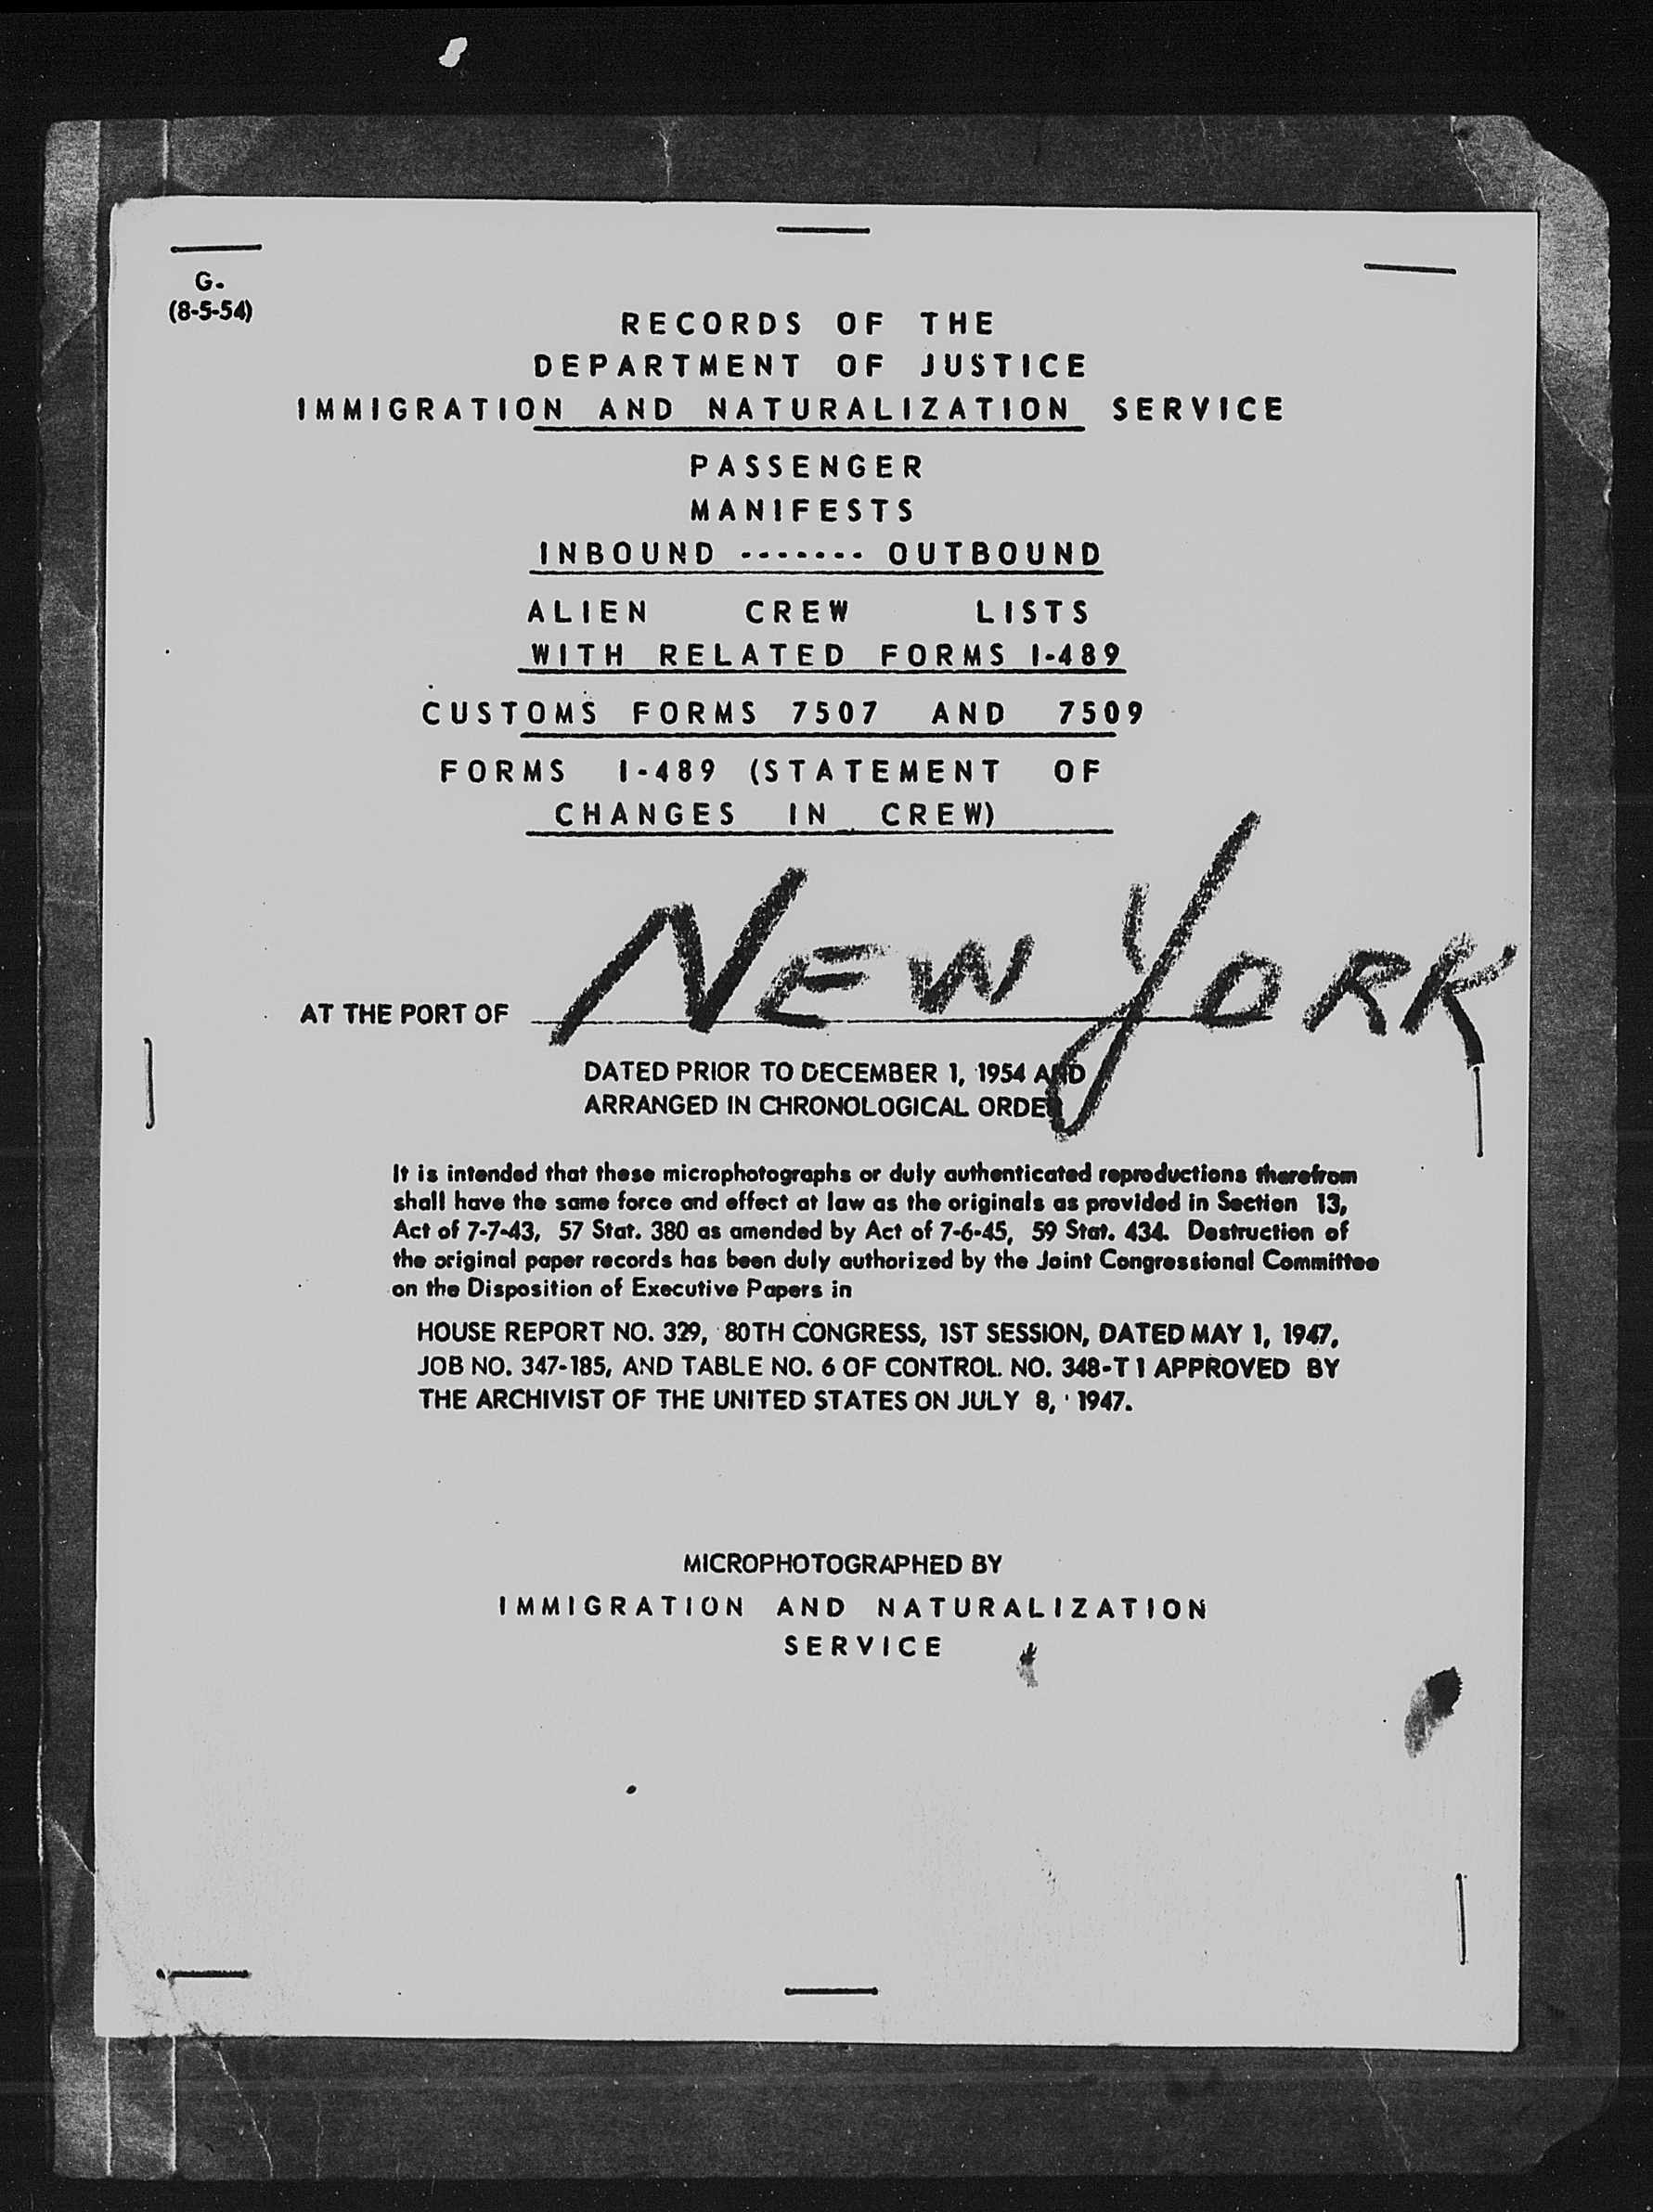 G.
(8-5-54)
RECORDS OF THE
DEPARTMENT OF JUSTICE
IMMIGRATION AND NATURALIZATION SERVICE
PASSENGER
MANIFESTS
INBOUND ------- OUTBOUND
ALIEN CREW LISTS
WITH RELATED FORMS I-489
CUSTOMS FORMS 7507 AND 7509
FORMS I-489 (STATEMENT OF
CHANGES IN CREW)
AT THE PORT OF NEW YORK
DATED PRIOR TO DECEMBER 1, 1954 AND
ARRANGED IN CHRONOLOGICAL ORDER
It is intended that these microphotographs or duly authenticated reproductions therefrom
shall have the same force and effect at law as the originals as provided in Section 13,
Act of 7-7-43, 57 Stat. 380 as amended by Act of 7-6-45, 59 Stat. 434. Destruction of
the original paper records has been duly authorized by the Joint Congressional Committee
on the Disposition of Executive Papers in
HOUSE REPORT NO. 329, 80TH CONGRESS, 1ST SESSION, DATED MAY 1, 1947,
JOB NO. 347-185, AND TABLE NO. 6 OF CONTROL NO. 348-T1 APPROVED BY
THE ARCHIVIST OF THE UNITED STATES ON JULY 8, 1947.
MICROPHOTOGRAPHED BY
IMMIGRATION AND NATURALIZATION
SERVICE